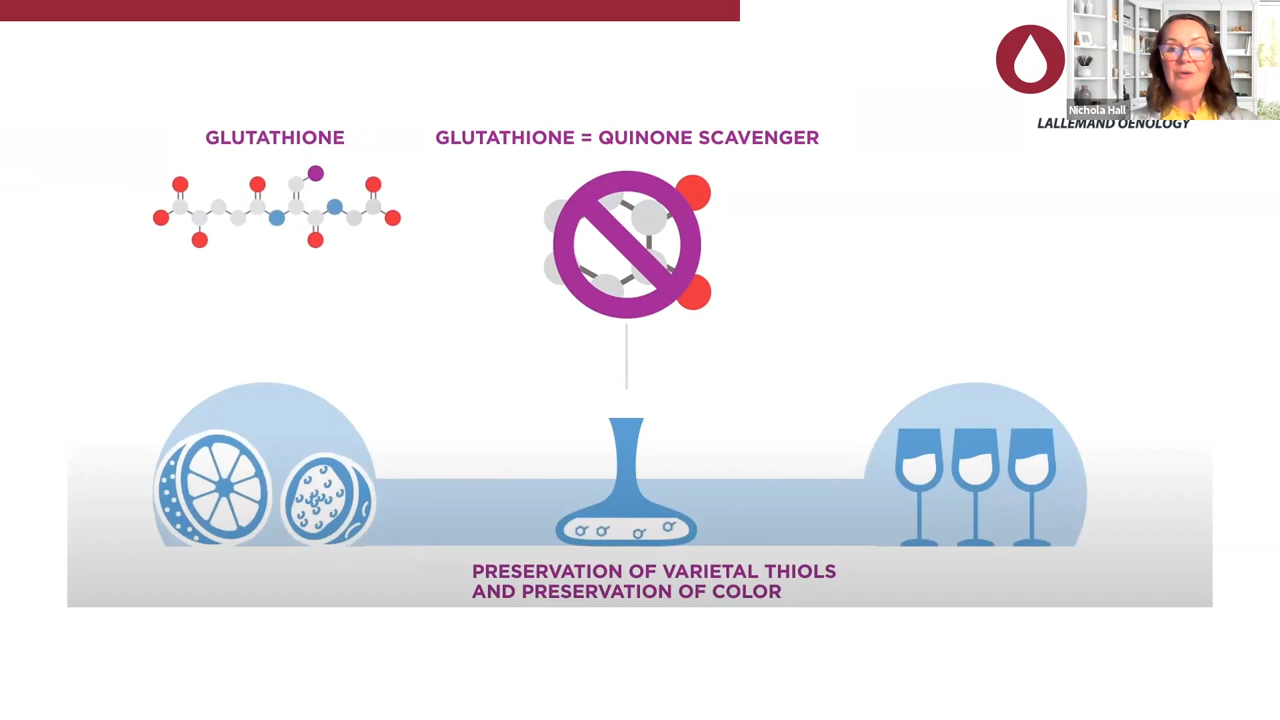 Nichola Hall
LALLEMAND OENOLOGY
GLUTATHIONE
GLUTATHIONE = QUINONE SCAVENGER
PRESERVATION OF VARIETAL THIOLS
AND PRESERVATION OF COLOR